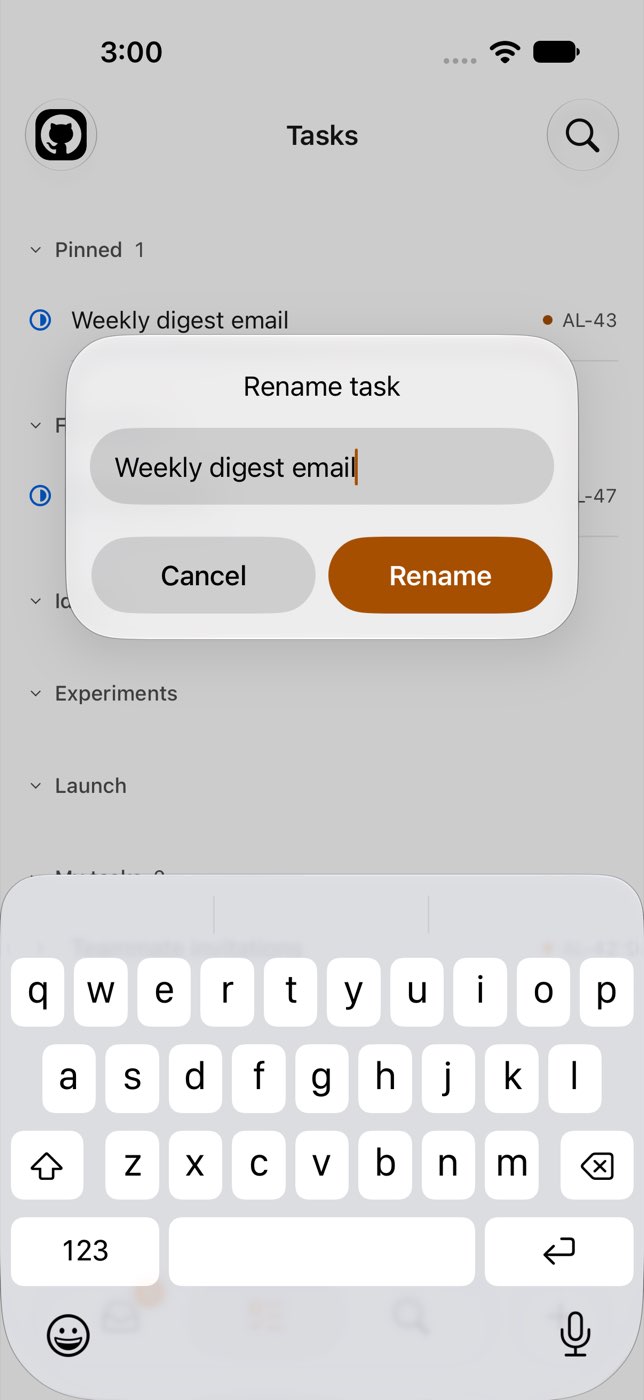 3:00
Tasks
Pinned 1
Weekly digest email
AL-43
Rename task
Weekly digest email
-47
Cancel
Rename
Experiments
Launch
q w e r t y u i o p
a s d f g h j k l
z x c v b n m
123